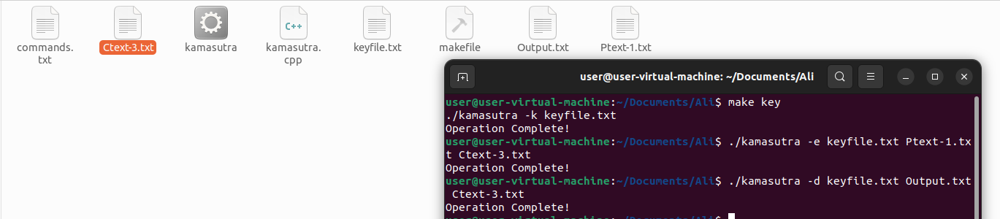 commands.
txt
Ctext-3.txt
kamasutra
C++
kamasutra.
cpp
keyfile.txt
makefile
Output.txt
Ptext-1.txt
user@user-virtual-machine: ~/Documents/Ali
user@user-virtual-machine:~/Documents/Ali$ make key
./kamasutra -k keyfile.txt
Operation Complete!
user@user-virtual-machine:~/Documents/Ali$ ./kamasutra -e keyfile.txt Ptext-1.tx
t Ctext-3.txt
Operation Complete!
user@user-virtual-machine:~/Documents/Ali$ ./kamasutra -d keyfile.txt Output.txt
 Ctext-3.txt
Operation Complete!
user@user-virtual-machine:~/Documents/Ali$